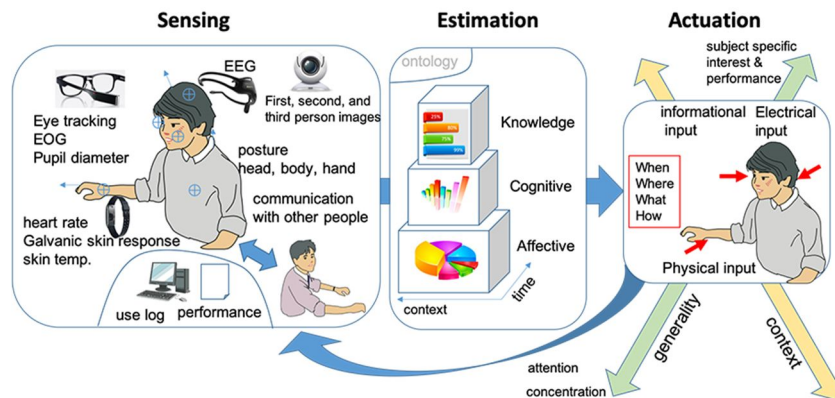 Sensing
Estimation
Actuation
EEG
Eye tracking
EOG
Pupil diameter
First, second, and
third person images
posture
head, body, hand
communication
with other people
heart rate
Galvanic skin response
skin temp.
use log
performance
ontology
25%
Knowledge
Cognitive
Affective
context
time
subject specific
interest &
performance
informational
input
Electrical
input
When
Where
What
How
Physical input
generality
context
attention
concentration